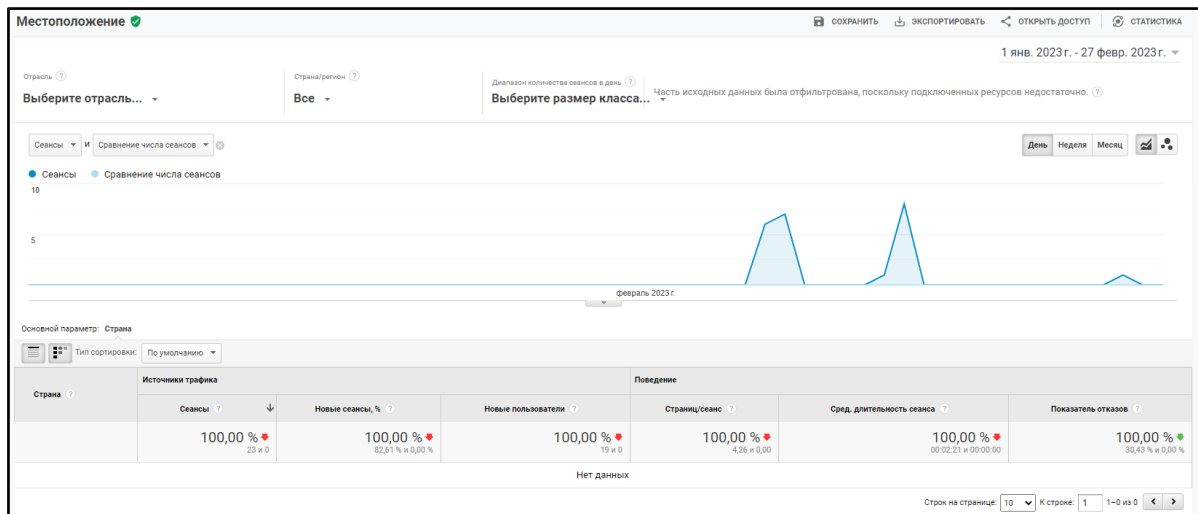 Местоположение
СОХРАНИТЬ ЭКСПОРТИРОВАТЬ ОТКРЫТЬ ДОСТУП СТАТИСТИКА
1 янв. 2023 г. - 27 февр. 2023 г.
Отрасль ? Страна/регион ? Диапазон количества сеансов в день ?
Выберите отрасль... Все Выберите размер класса... Часть исходных данных была отфильтрована, поскольку подключенных ресурсов недостаточно. ?
Сеансы и Сравнение числа сеансов День Неделя Месяц
Сеансы Сравнение числа сеансов
10
5
февраль 2023 г.
Основной параметр: Страна
Тип сортировки: По умолчанию
Страна ? Источники трафика Поведение
Сеансы ? Новые сеансы, % ? Новые пользователи ? Страниц/сеанс ? Сред. длительность сеанса ? Показатель отказов ?
100,00 % 100,00 % 100,00 % 100,00 % 100,00 % 100,00 %
23 и 0 82,61 % и 0,00 % 19 и 0 4,26 и 0,00 00:02:21 и 00:00:00 30,43 % и 0,00 %
Нет данных
Строк на странице: 10 К строке: 1 1–0 из 0